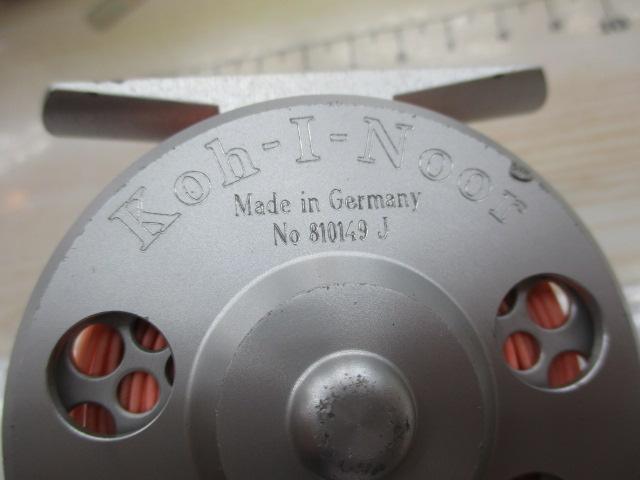 Koh-I-Noor
Made in Germany
No 810149 J